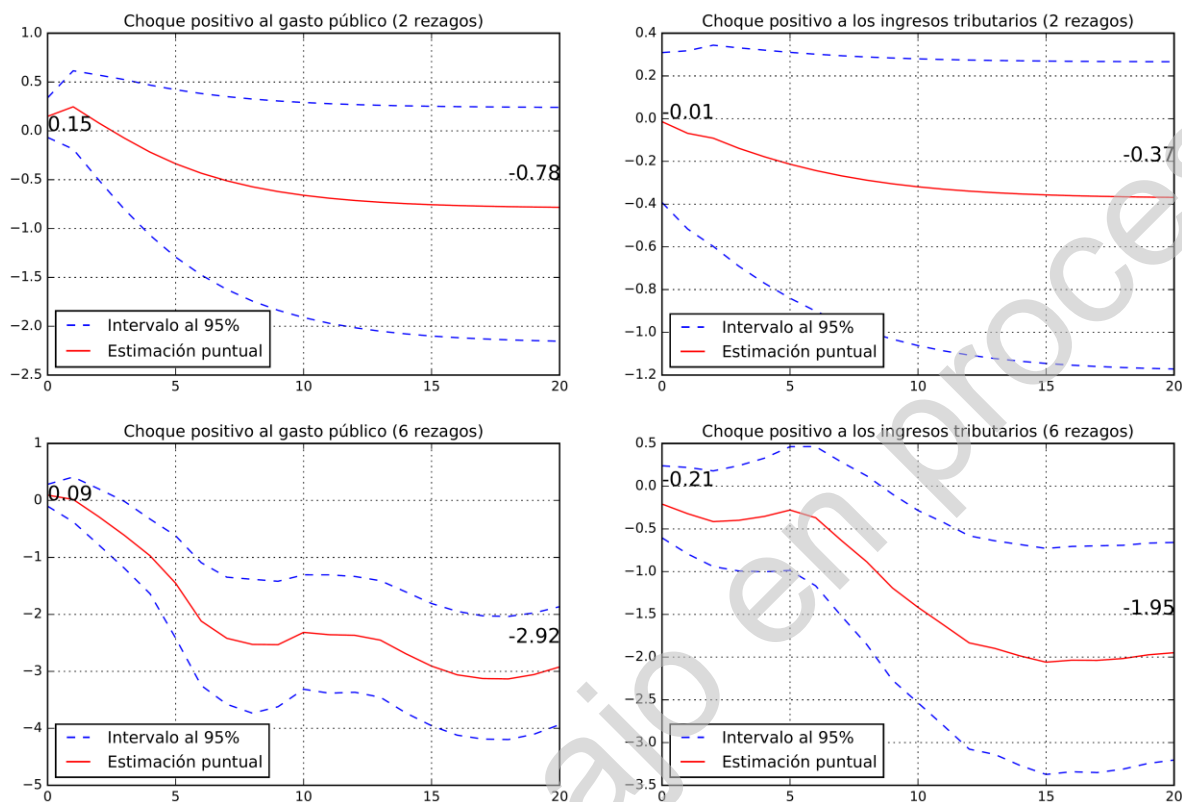 Choque positivo al gasto público (2 rezagos)
1.0
0.5
0.0
−0.5
−1.0
−1.5
−2.0
−2.5
0.15
-0.78
Intervalo al 95%
Estimación puntual
0 5 10 15 20
Choque positivo a los ingresos tributarios (2 rezagos)
0.4
0.2
0.0
−0.2
−0.4
−0.6
−0.8
−1.0
−1.2
-0.01
-0.37
Intervalo al 95%
Estimación puntual
0 5 10 15 20
Choque positivo al gasto público (6 rezagos)
1
0
−1
−2
−3
−4
−5
0.09
-2.92
Intervalo al 95%
Estimación puntual
0 5 10 15 20
Choque positivo a los ingresos tributarios (6 rezagos)
0.5
0.0
−0.5
−1.0
−1.5
−2.0
−2.5
−3.0
−3.5
-0.21
-1.95
Intervalo al 95%
Estimación puntual
0 5 10 15 20
ajo en proces